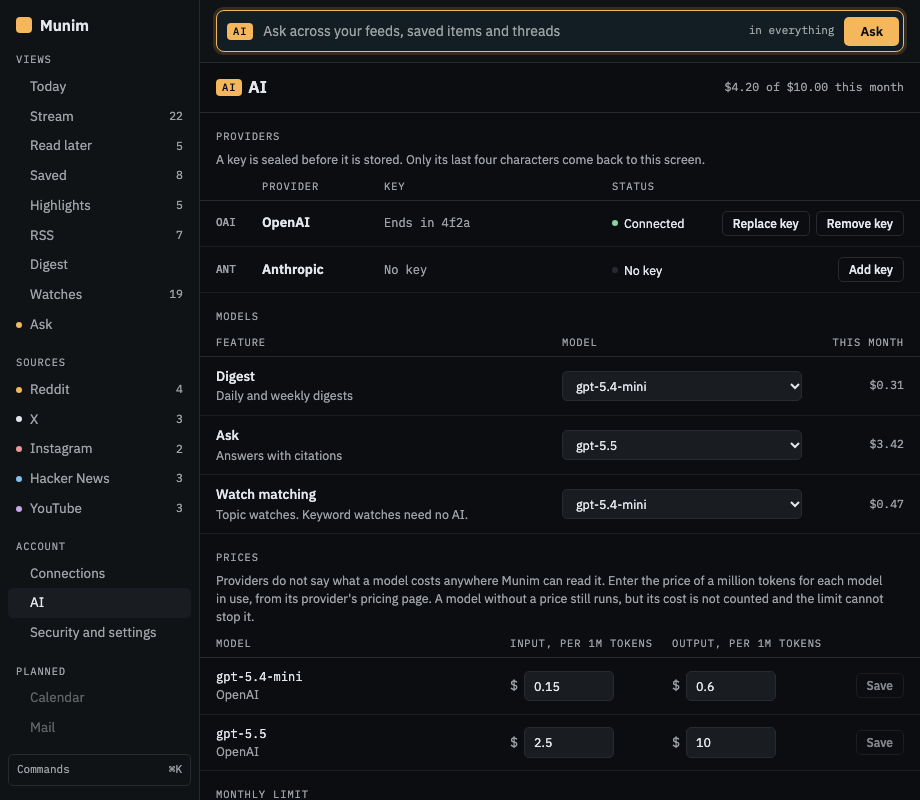 Munim
VIEWS
Today
Stream 22
Read later 5
Saved 8
Highlights 5
RSS 7
Digest
Watches 19
Ask
SOURCES
Reddit 4
X 3
Instagram 2
Hacker News 3
YouTube 3
ACCOUNT
Connections
AI
Security and settings
PLANNED
Calendar
Mail
Commands ⌘K
AI Ask across your feeds, saved items and threads in everything Ask
AI AI $4.20 of $10.00 this month
PROVIDERS
A key is sealed before it is stored. Only its last four characters come back to this screen.
PROVIDER KEY STATUS
OAI OpenAI Ends in 4f2a Connected Replace key Remove key
ANT Anthropic No key No key Add key
MODELS
FEATURE MODEL THIS MONTH
Digest
Daily and weekly digests
gpt-5.4-mini $0.31
Ask
Answers with citations
gpt-5.5 $3.42
Watch matching
Topic watches. Keyword watches need no AI.
gpt-5.4-mini $0.47
PRICES
Providers do not say what a model costs anywhere Munim can read it. Enter the price of a million tokens for each model
in use, from its provider's pricing page. A model without a price still runs, but its cost is not counted and the limit cannot
stop it.
MODEL INPUT, PER 1M TOKENS OUTPUT, PER 1M TOKENS
gpt-5.4-mini
OpenAI
$ 0.15 $ 0.6 Save
gpt-5.5
OpenAI
$ 2.5 $ 10 Save
MONTHLY LIMIT